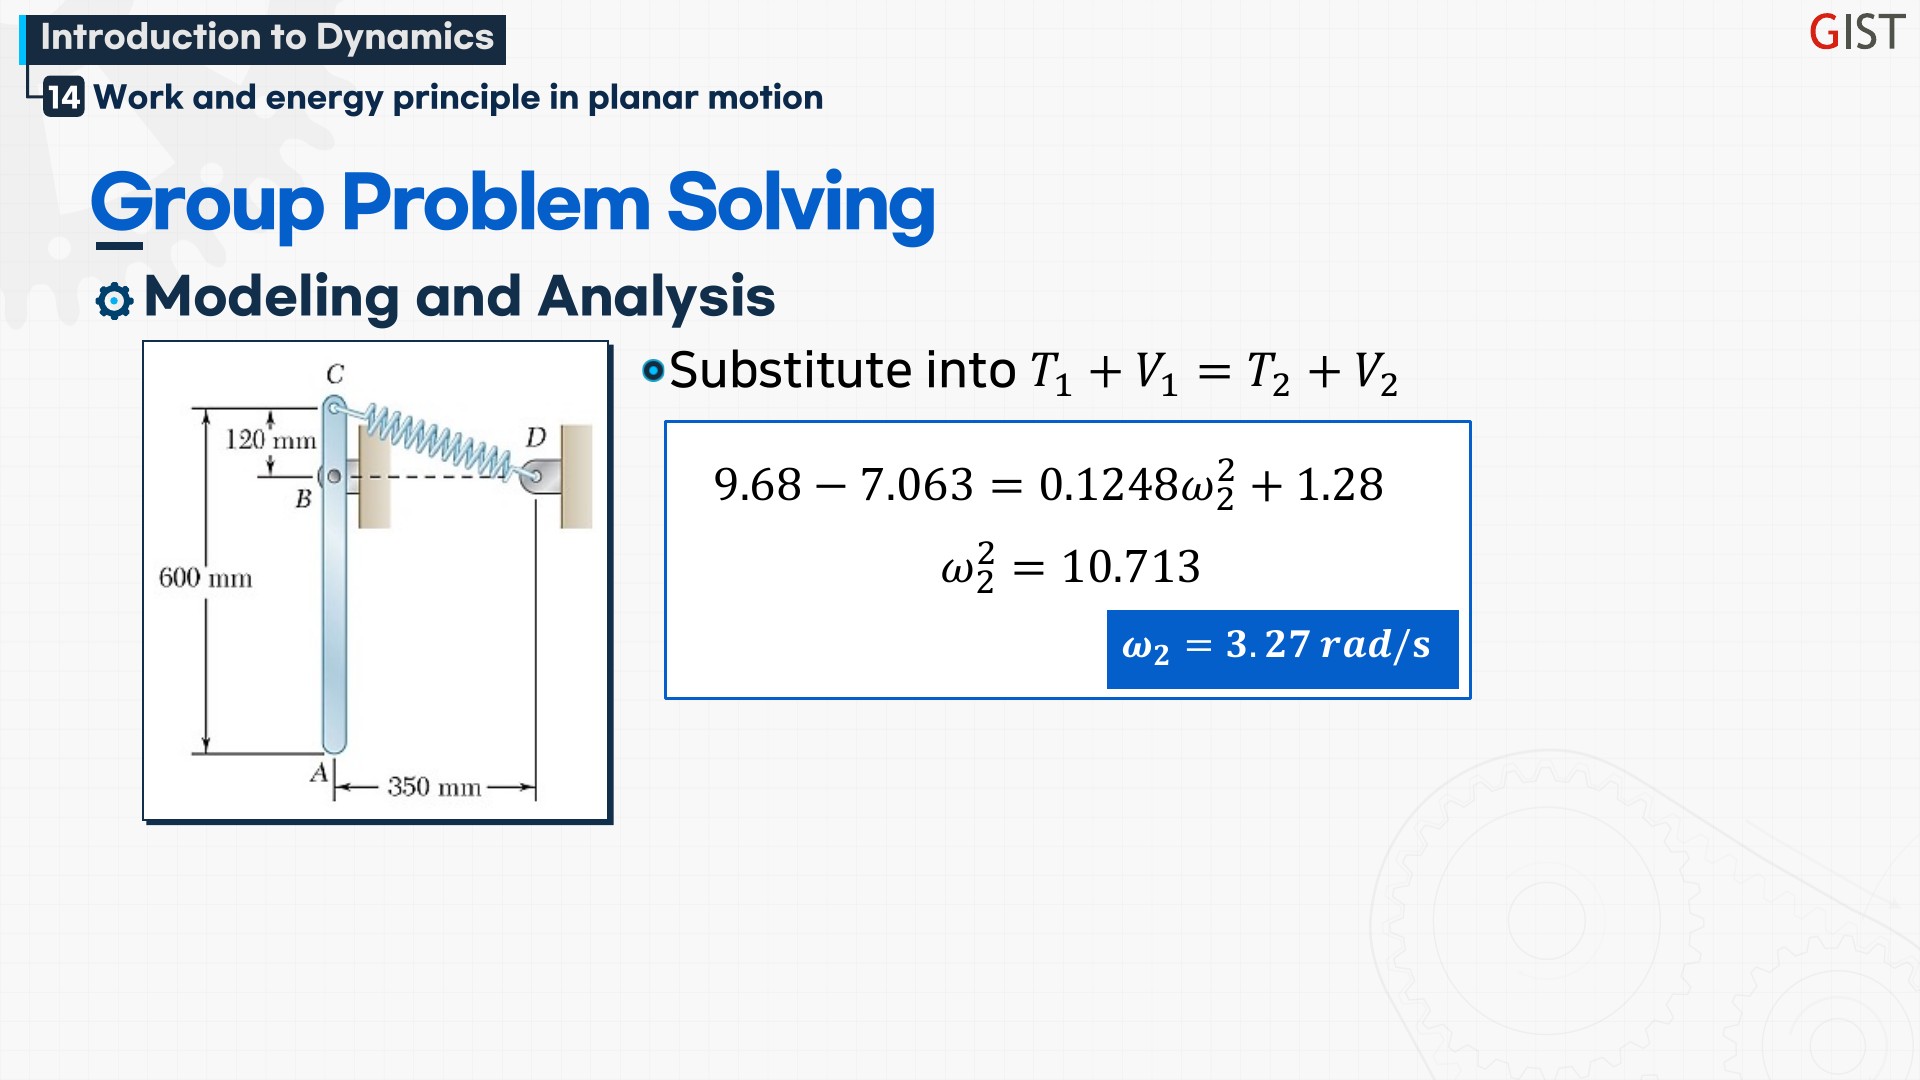 Introduction to Dynamics
GIST
14 Work and energy principle in planar motion
Group Problem Solving
Modeling and Analysis
Substitute into T₁ + V₁ = T₂ + V₂
9.68 − 7.063 = 0.1248ω₂² + 1.28
ω₂² = 10.713
ω₂ = 3.27 rad/s
C
120 mm
D
B
600 mm
A
350 mm